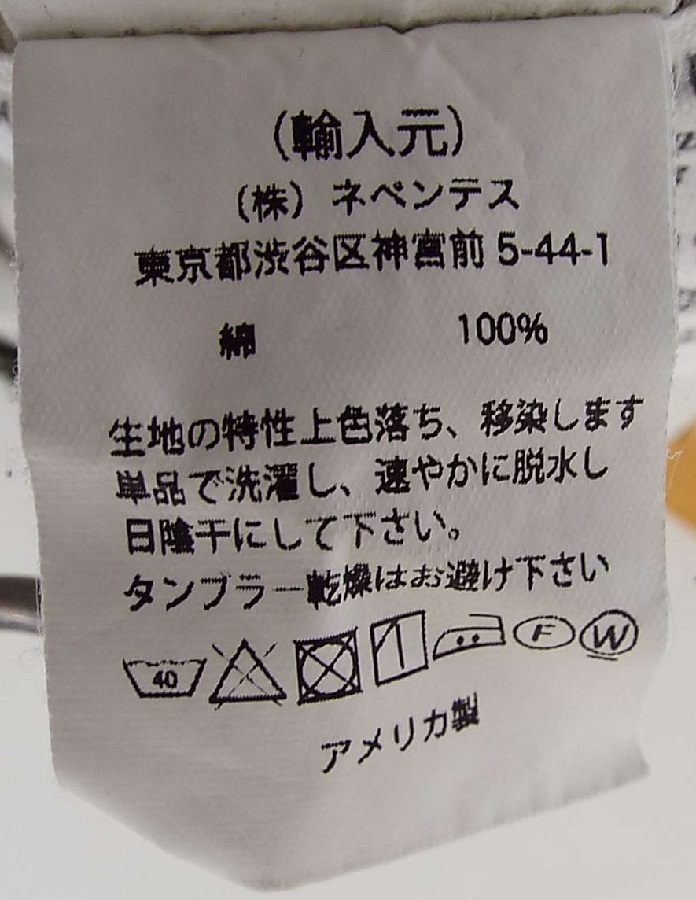 (輸入元)
(株) ネペンテス
東京都渋谷区神宮前 5-44-1
綿 100%
生地の特性上色落ち、移染します
単品で洗濯し、速やかに脱水し
日陰干にして下さい。
タンブラー乾燥はお避け下さい
40 F W
アメリカ製